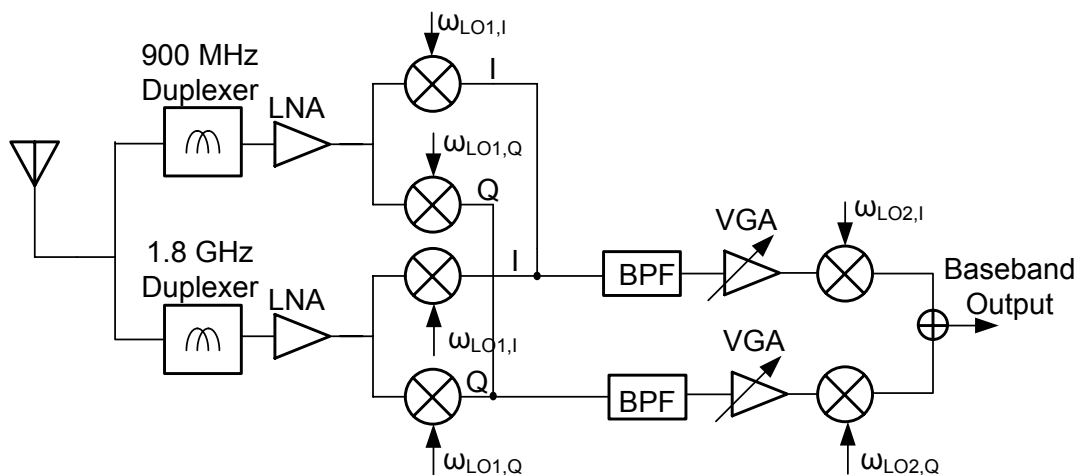 ω_LO1,I
900 MHz
Duplexer
LNA
I
ω_LO1,Q
Q
1.8 GHz
Duplexer
LNA
I
ω_LO1,I
Q
ω_LO1,Q
BPF
VGA
ω_LO2,I
Baseband
Output
BPF
VGA
ω_LO2,Q